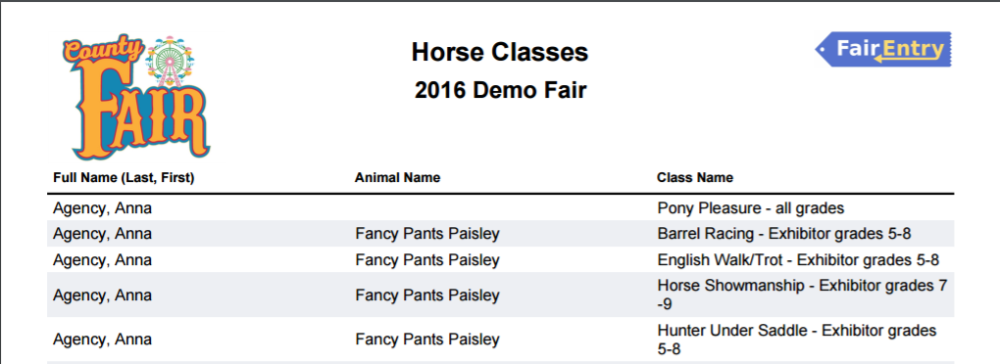 County
FAIR
Horse Classes
2016 Demo Fair
FairEntry
Full Name (Last, First) Animal Name Class Name
Agency, Anna Pony Pleasure - all grades
Agency, Anna Fancy Pants Paisley Barrel Racing - Exhibitor grades 5-8
Agency, Anna Fancy Pants Paisley English Walk/Trot - Exhibitor grades 5-8
Agency, Anna Fancy Pants Paisley Horse Showmanship - Exhibitor grades 7
-9
Agency, Anna Fancy Pants Paisley Hunter Under Saddle - Exhibitor grades
5-8